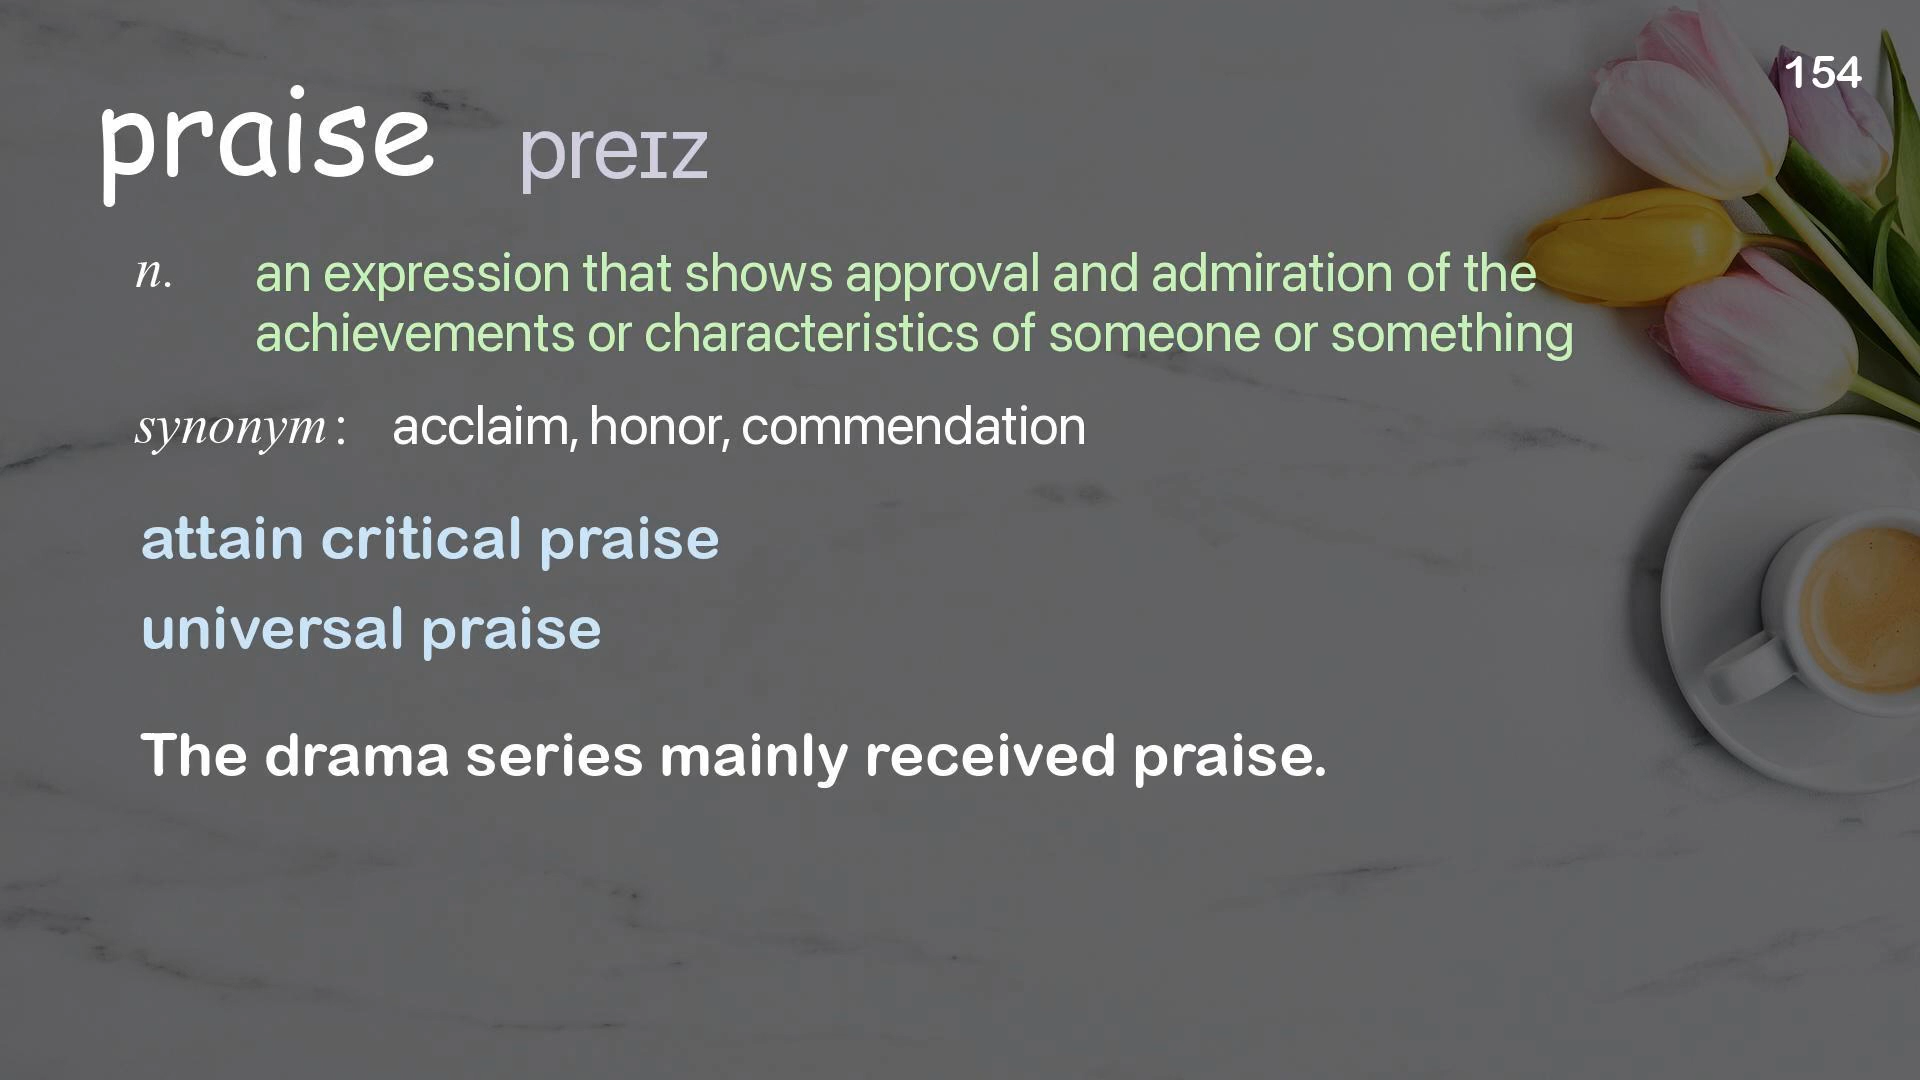 154
praise preɪz
n. an expression that shows approval and admiration of the
achievements or characteristics of someone or something
synonym : acclaim, honor, commendation
attain critical praise
universal praise
The drama series mainly received praise.